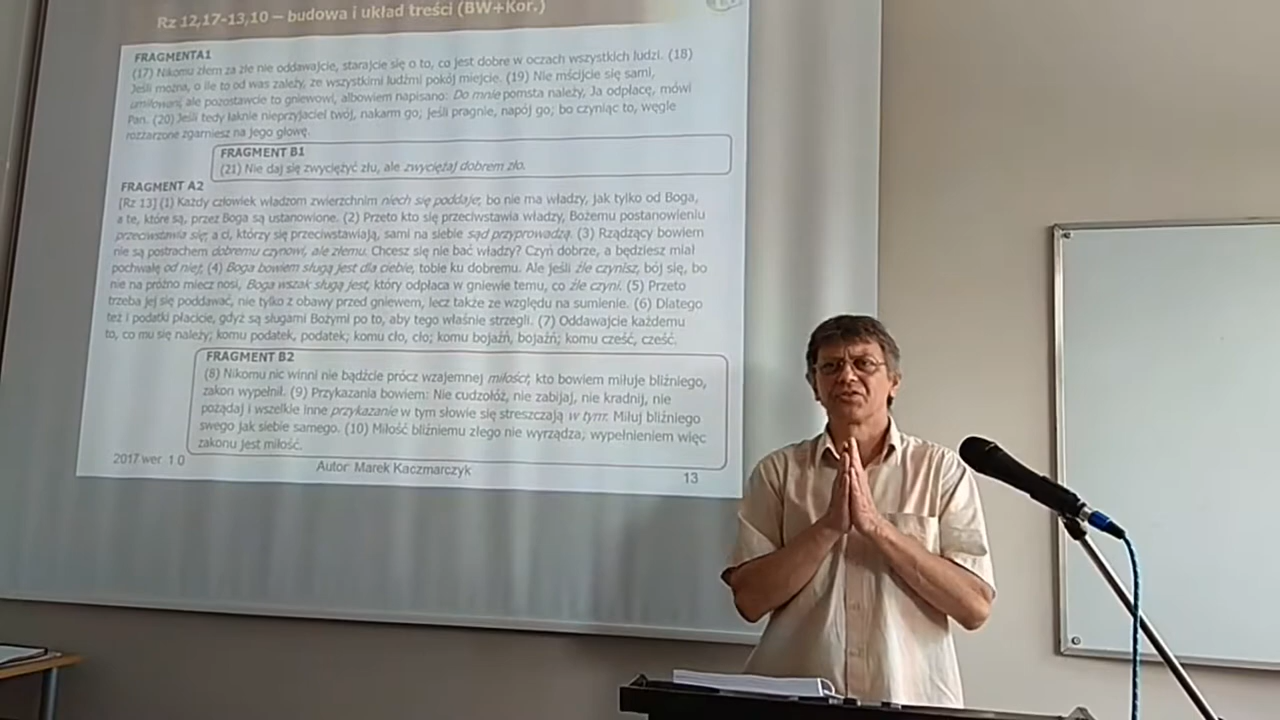 Rz 12,17-13,10 – budowa i układ treści (BW+Kor.)
FRAGMENTA1
(17) Nikomu złem za złe nie oddawajcie, starajcie się o to, co jest dobre w oczach wszystkich ludzi. (18)
Jeśli można, o ile to od was zależy, ze wszystkimi ludźmi pokój miejcie. (19) Nie mścijcie się sami,
umiłowani, ale pozostawcie to gniewowi, albowiem napisano: Do mnie pomsta należy, Ja odpłacę, mówi
Pan. (20) Jeśli tedy łaknie nieprzyjaciel twój, nakarm go; jeśli pragnie, napój go; bo czyniąc to, węgle
rozżarzone zgarniesz na jego głowę.
FRAGMENT B1
(21) Nie daj się zwyciężyć złu, ale zwyciężaj dobrem zło.
FRAGMENT A2
[Rz 13] (1) Każdy człowiek władzom zwierzchnim niech się poddaje; bo nie ma władzy, jak tylko od Boga,
a te, które są, przez Boga są ustanowione. (2) Przeto kto się przeciwstawia władzy, Bożemu postanowieniu
przeciwstawia się; a ci, którzy się przeciwstawiają, sami na siebie sąd przyprowadzą. (3) Rządzący bowiem
nie są postrachem dobremu czynowi, ale złemu. Chcesz się nie bać władzy? Czyń dobrze, a będziesz miał
pochwałę od niej; (4) Boga bowiem sługą jest dla ciebie, tobie ku dobremu. Ale jeśli źle czynisz, bój się, bo
nie na próżno miecz nosi, Boga wszak sługą jest, który odpłaca w gniewie temu, co źle czyni. (5) Przeto
trzeba jej się poddawać, nie tylko z obawy przed gniewem, lecz także ze względu na sumienie. (6) Dlatego
też i podatki płacicie, gdyż są sługami Bożymi po to, aby tego właśnie strzegli. (7) Oddawajcie każdemu
to, co mu się należy; komu podatek, podatek; komu cło, cło; komu bojaźń, bojaźń; komu cześć, cześć.
FRAGMENT B2
(8) Nikomu nic winni nie bądźcie prócz wzajemnej miłości; kto bowiem miłuje bliźniego,
zakon wypełnił. (9) Przykazania bowiem: Nie cudzołóż, nie zabijaj, nie kradnij, nie
pożądaj i wszelkie inne przykazanie w tym słowie się streszczają w tym: Miłuj bliźniego
swego jak siebie samego. (10) Miłość bliźniemu złego nie wyrządza; wypełnieniem więc
zakonu jest miłość.
2017 wer. 1 0
Autor: Marek Kaczmarczyk
13